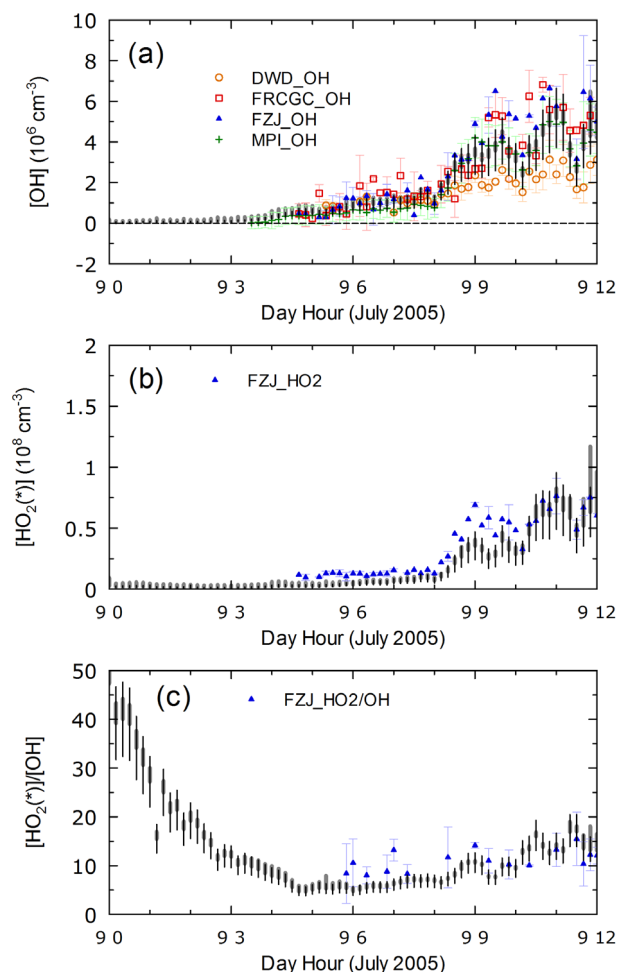 (a)
10
8
6
4
2
0
-2
[OH] (10⁶ cm⁻³)
DWD_OH
FRCGC_OH
FZJ_OH
MPI_OH
9 0
9 3
9 6
9 9
9 12
Day Hour (July 2005)
(b)
2
1.5
1
0.5
0
[HO₂(*)] (10⁸ cm⁻³)
FZJ_HO2
9 0
9 3
9 6
9 9
9 12
Day Hour (July 2005)
(c)
50
40
30
20
10
0
[HO₂(*)]/[OH]
FZJ_HO2/OH
9 0
9 3
9 6
9 9
9 12
Day Hour (July 2005)